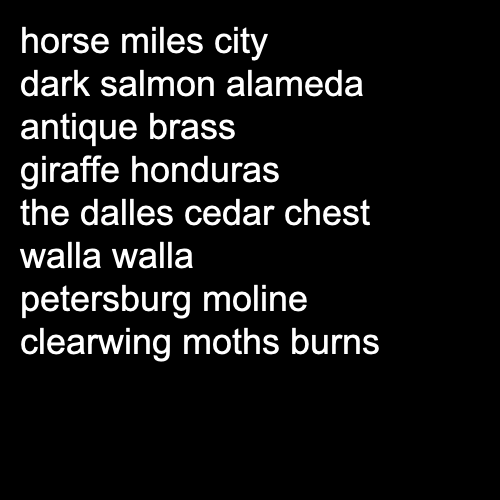 horse miles city
dark salmon alameda
antique brass
giraffe honduras
the dalles cedar chest
walla walla
petersburg moline
clearwing moths burns